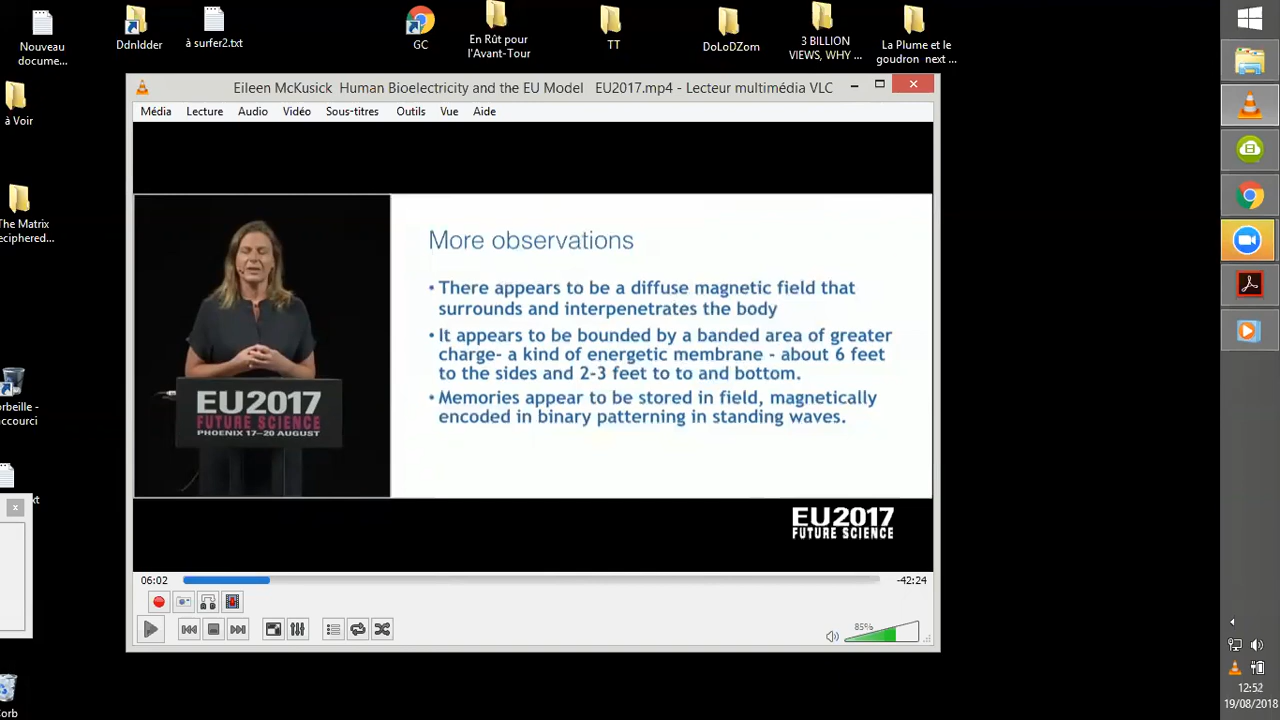 Nouveau
docume...
Ddnldder
à surfer2.txt
GC
En Rût pour
l'Avant-Tour
TT
DoLoDZom
3 BILLION
VIEWS, WHY ...
La Plume et le
goudron next ...
à Voir
The Matrix
eciphered...
orbeille -
accourci
xt
Corb
Eileen McKusick Human Bioelectricity and the EU Model EU2017.mp4 - Lecteur multimédia VLC
Média Lecture Audio Vidéo Sous-titres Outils Vue Aide
More observations
• There appears to be a diffuse magnetic field that
surrounds and interpenetrates the body
• It appears to be bounded by a banded area of greater
charge- a kind of energetic membrane - about 6 feet
to the sides and 2-3 feet to to and bottom.
• Memories appear to be stored in field, magnetically
encoded in binary patterning in standing waves.
EU2017
FUTURE SCIENCE
PHOENIX 17–20 AUGUST
EU2017
FUTURE SCIENCE
06:02
-42:24
85%
12:52
19/08/2018